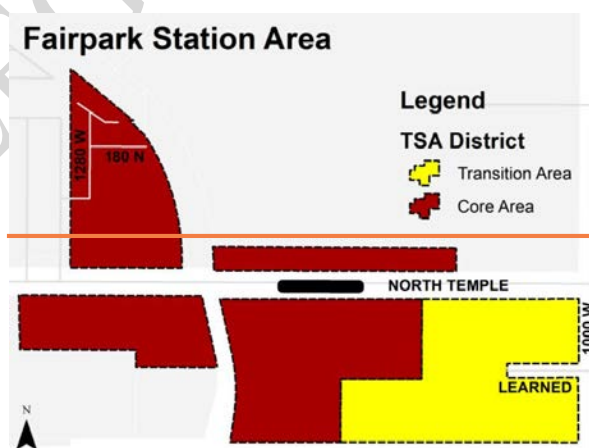 Fairpark Station Area
Legend
TSA District
Transition Area
Core Area
1280 W
180 N
NORTH TEMPLE
1000 W
LEARNED
N